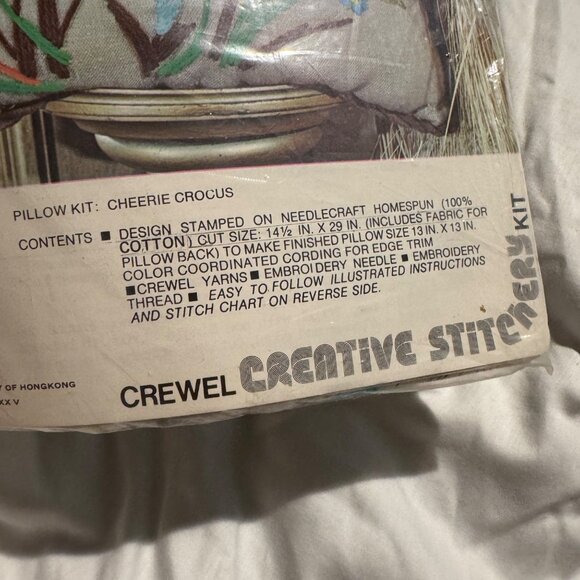 PILLOW KIT: CHEERIE CROCUS
CONTENTS ■ DESIGN STAMPED ON NEEDLECRAFT HOMESPUN (100%
COTTON) CUT SIZE: 14½ IN. X 29 IN. (INCLUDES FABRIC FOR
PILLOW BACK) TO MAKE FINISHED PILLOW SIZE 13 IN. X 13 IN.
COLOR COORDINATED CORDING FOR EDGE TRIM
■ CREWEL YARNS ■ EMBROIDERY NEEDLE ■ EMBROIDERY
THREAD ■ EASY TO FOLLOW ILLUSTRATED INSTRUCTIONS
AND STITCH CHART ON REVERSE SIDE.
Y OF HONGKONG
XX V
CREWEL CREATIVE STITCHERY KIT